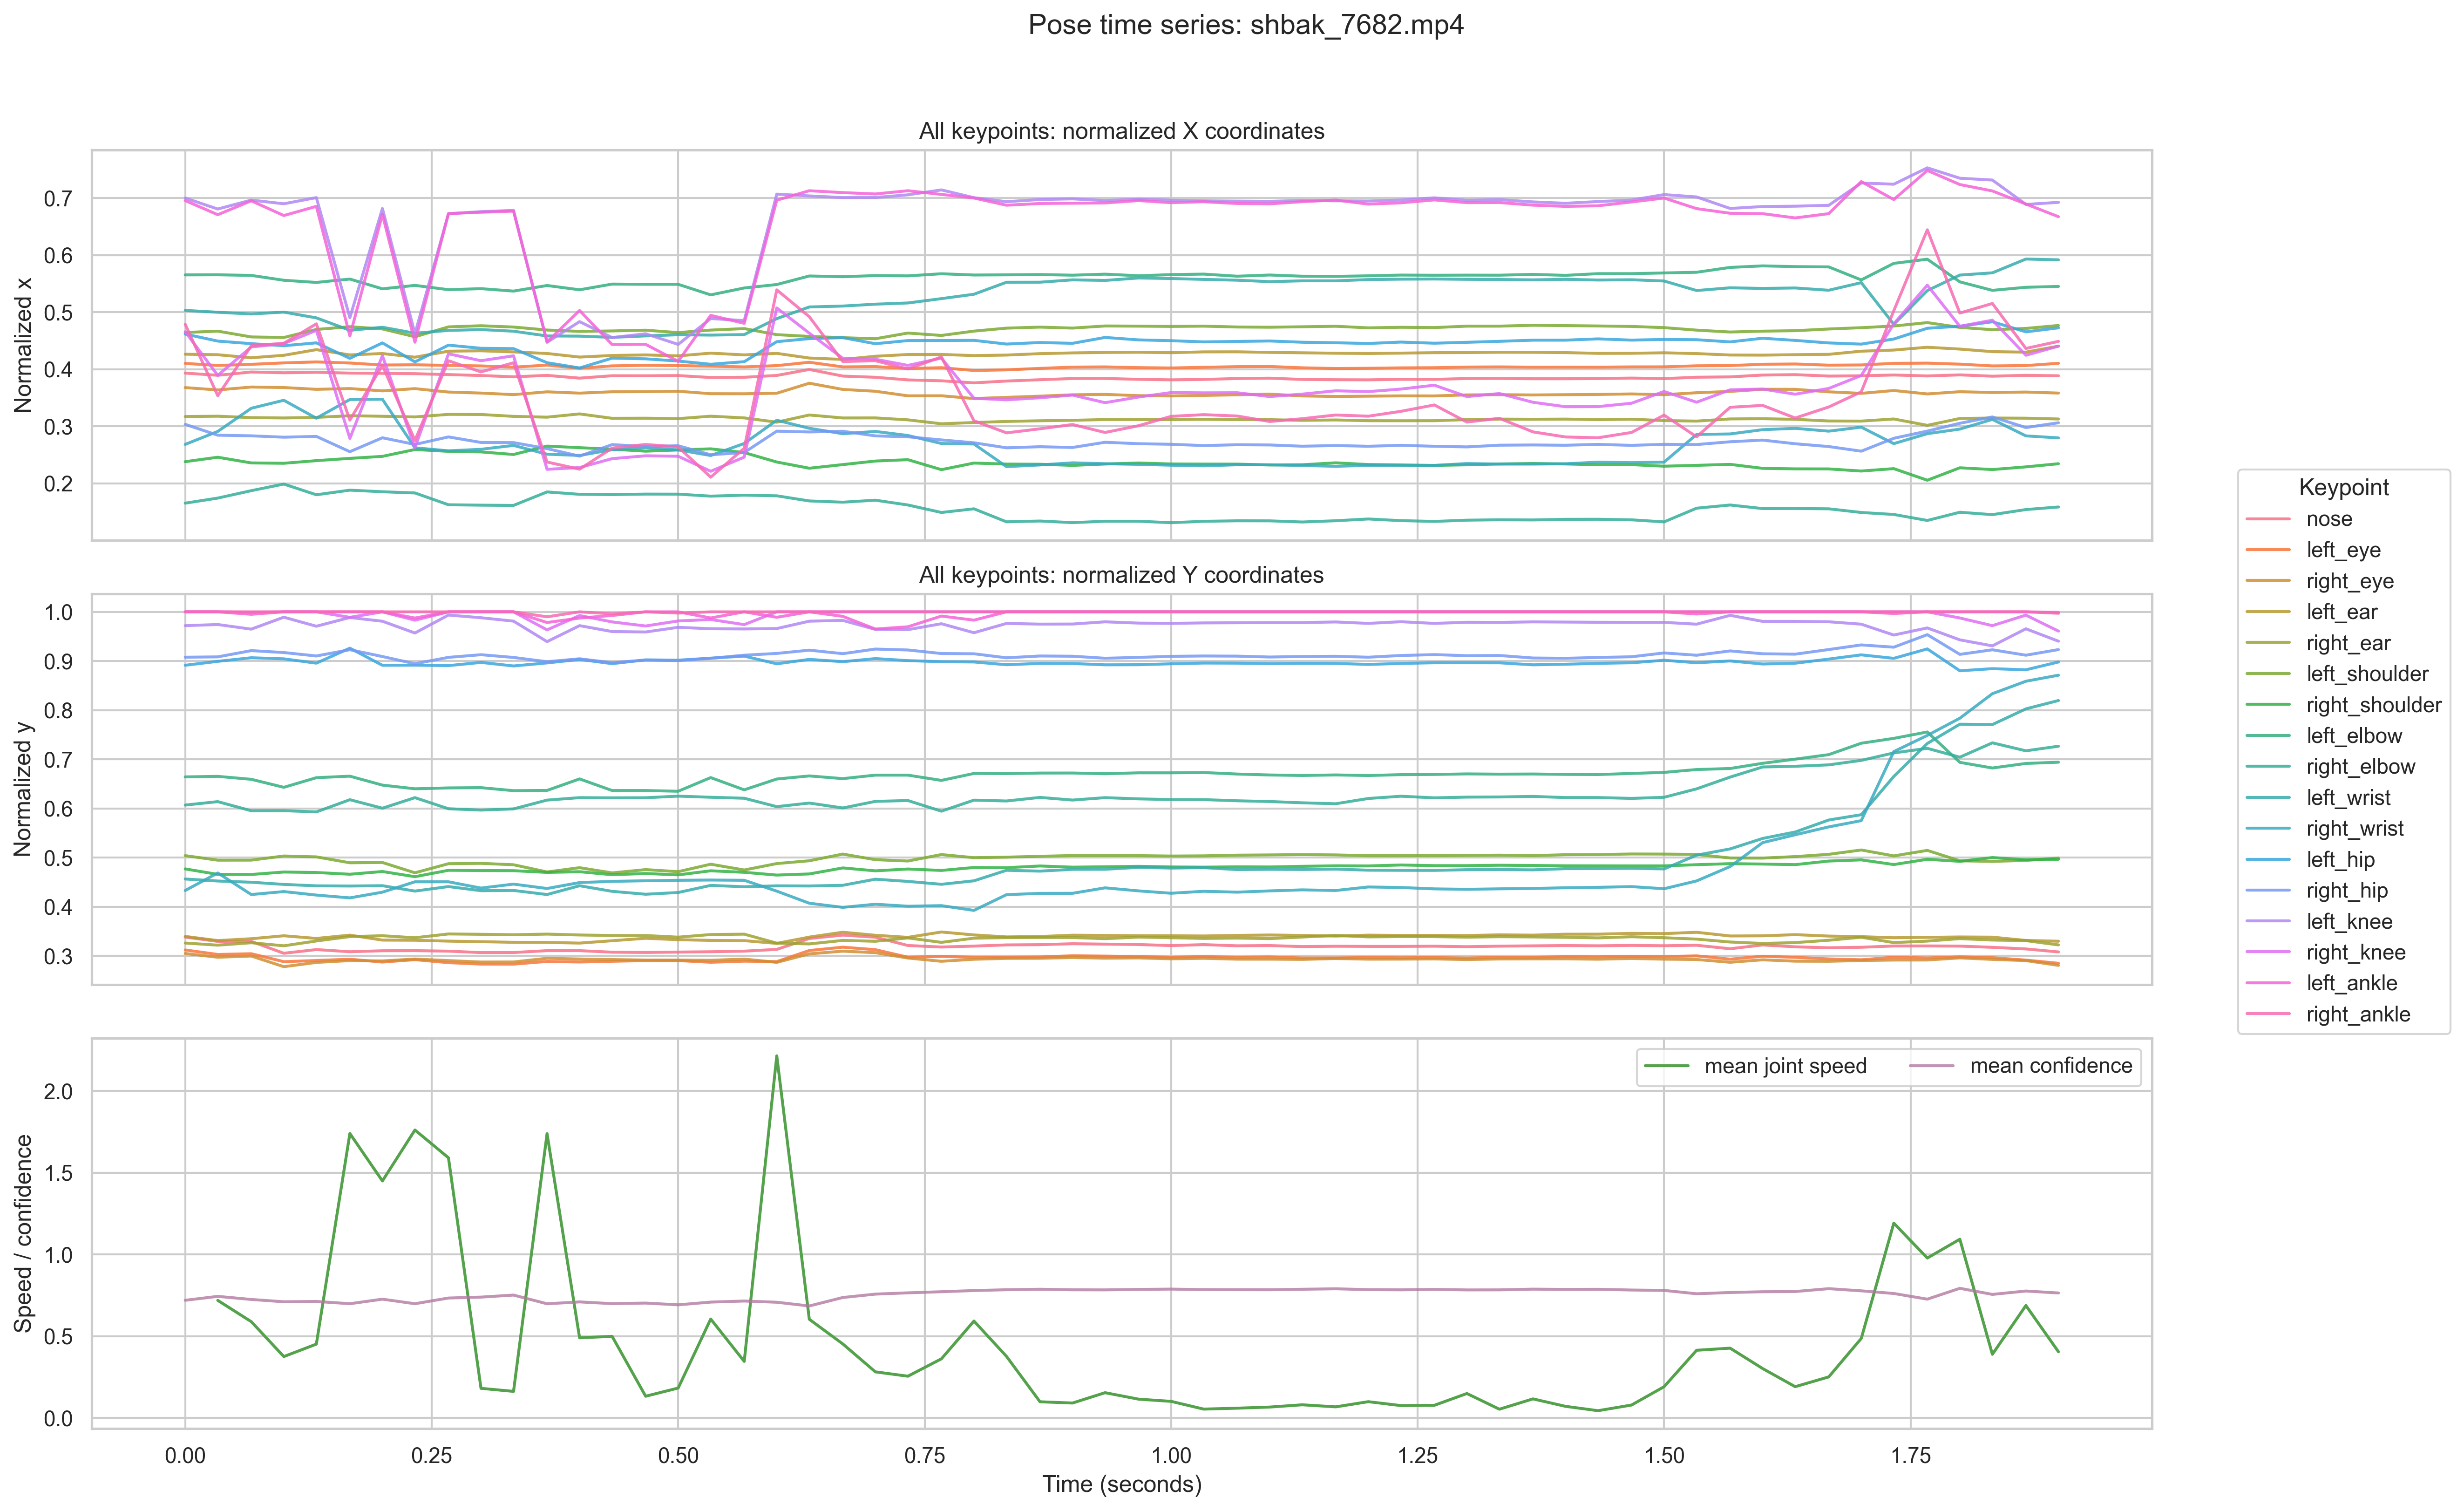 Pose time series: shbak_7682.mp4
All keypoints: normalized X coordinates
Normalized x
0.7
0.6
0.5
0.4
0.3
0.2
All keypoints: normalized Y coordinates
Normalized y
1.0
0.9
0.8
0.7
0.6
0.5
0.4
0.3
Keypoint
nose
left_eye
right_eye
left_ear
right_ear
left_shoulder
right_shoulder
left_elbow
right_elbow
left_wrist
right_wrist
left_hip
right_hip
left_knee
right_knee
left_ankle
right_ankle
mean joint speed
mean confidence
Speed / confidence
2.0
1.5
1.0
0.5
0.0
0.00 0.25 0.50 0.75 1.00 1.25 1.50 1.75
Time (seconds)